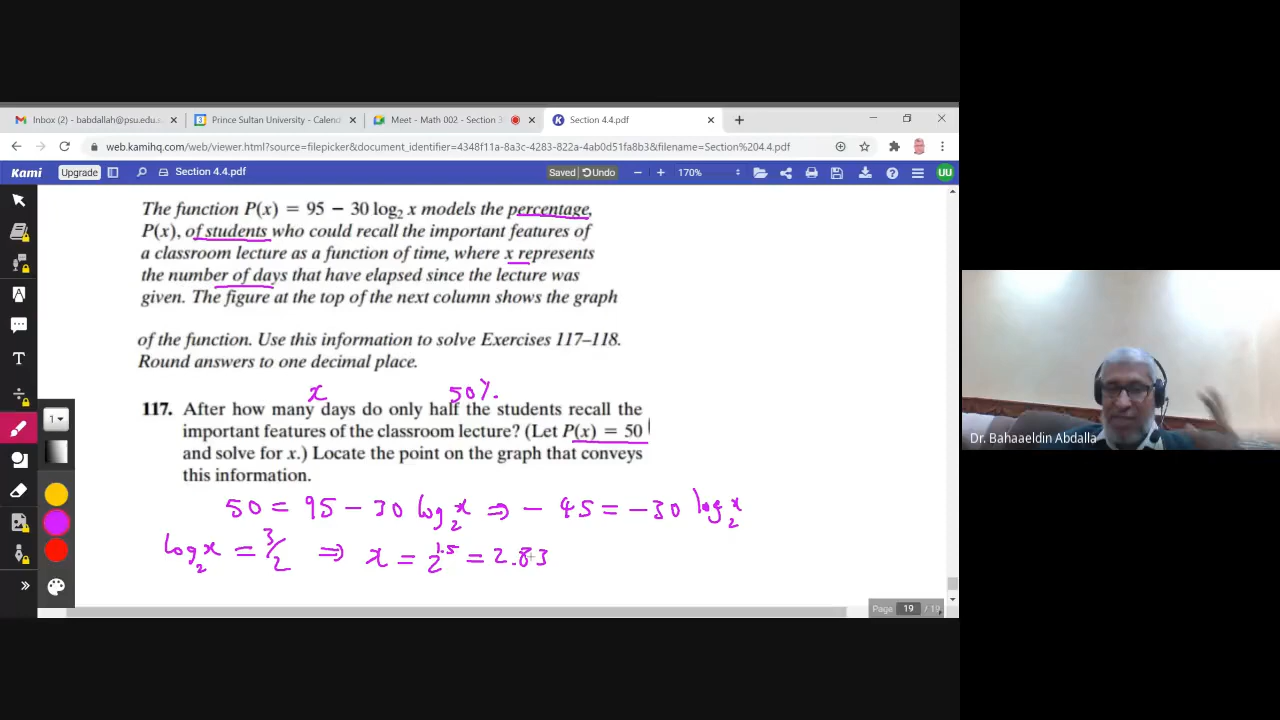 Inbox (2) - babdallah@psu.edu.s
Prince Sultan University - Calend
Meet - Math 002 - Section 3
Section 4.4.pdf
web.kamihq.com/web/viewer.html?source=filepicker&document_identifier=4348f11a-8a3c-4283-822a-4ab0d51fa8b3&filename=Section%204.4.pdf
Kami
Upgrade
Section 4.4.pdf
Saved
Undo
170%
UU
The function P(x) = 95 − 30 log₂ x models the percentage,
P(x), of students who could recall the important features of
a classroom lecture as a function of time, where x represents
the number of days that have elapsed since the lecture was
given. The figure at the top of the next column shows the graph
of the function. Use this information to solve Exercises 117–118.
Round answers to one decimal place.
x 50%.
117. After how many days do only half the students recall the
important features of the classroom lecture? (Let P(x) = 50
and solve for x.) Locate the point on the graph that conveys
this information.
50 = 95 − 30 log₂ x ⇒ − 45 = −30 log₂ x
log₂ x = 3/2 ⇒ x = 2^1.5 = 2.83
1
T
Page 19 / 19
Dr. Bahaaeldin Abdalla